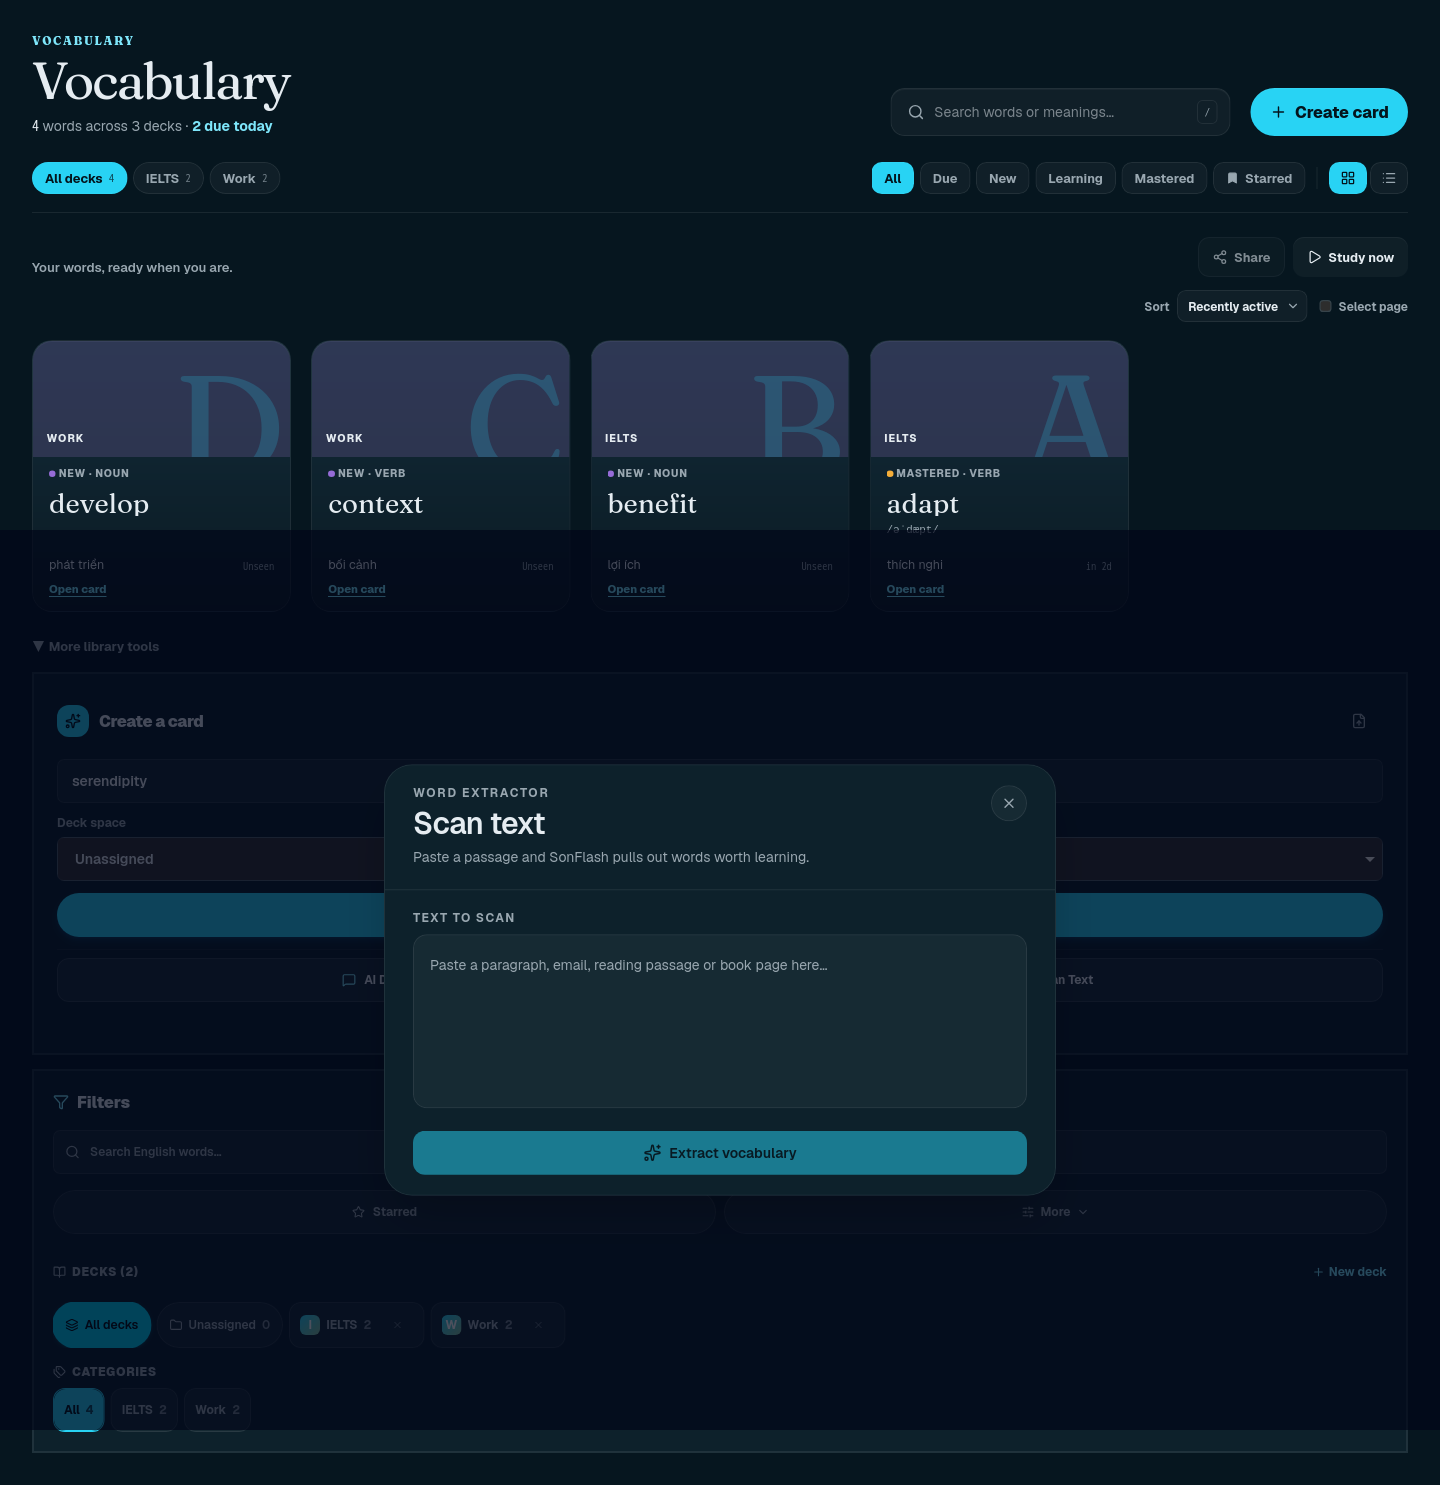 VOCABULARY
Vocabulary
4 words across 3 decks · 2 due today
Search words or meanings... /
+ Create card
All decks 4 IELTS 2 Work 2
All Due New Learning Mastered Starred
Your words, ready when you are.
Share Study now
Sort Recently active Select page
D C B A
WORK WORK IELTS IELTS
NEW · NOUN NEW · VERB NEW · NOUN MASTERED · VERB
develop context benefit adapt
/əˈdæpt/
phát triển Unseen bối cảnh Unseen lợi ích Unseen thích nghi In 2d
Open card Open card Open card Open card
More library tools
Create a card
serendipity
Deck space
Unassigned
WORD EXTRACTOR
Scan text
Paste a passage and SonFlash pulls out words worth learning.
TEXT TO SCAN
Paste a paragraph, email, reading passage or book page here...
Extract vocabulary
AI
Text
Filters
Search English words...
Starred More
DECKS (2) + New deck
All decks Unassigned 0 I IELTS 2 × W Work 2 ×
CATEGORIES
All 4 IELTS 2 Work 2